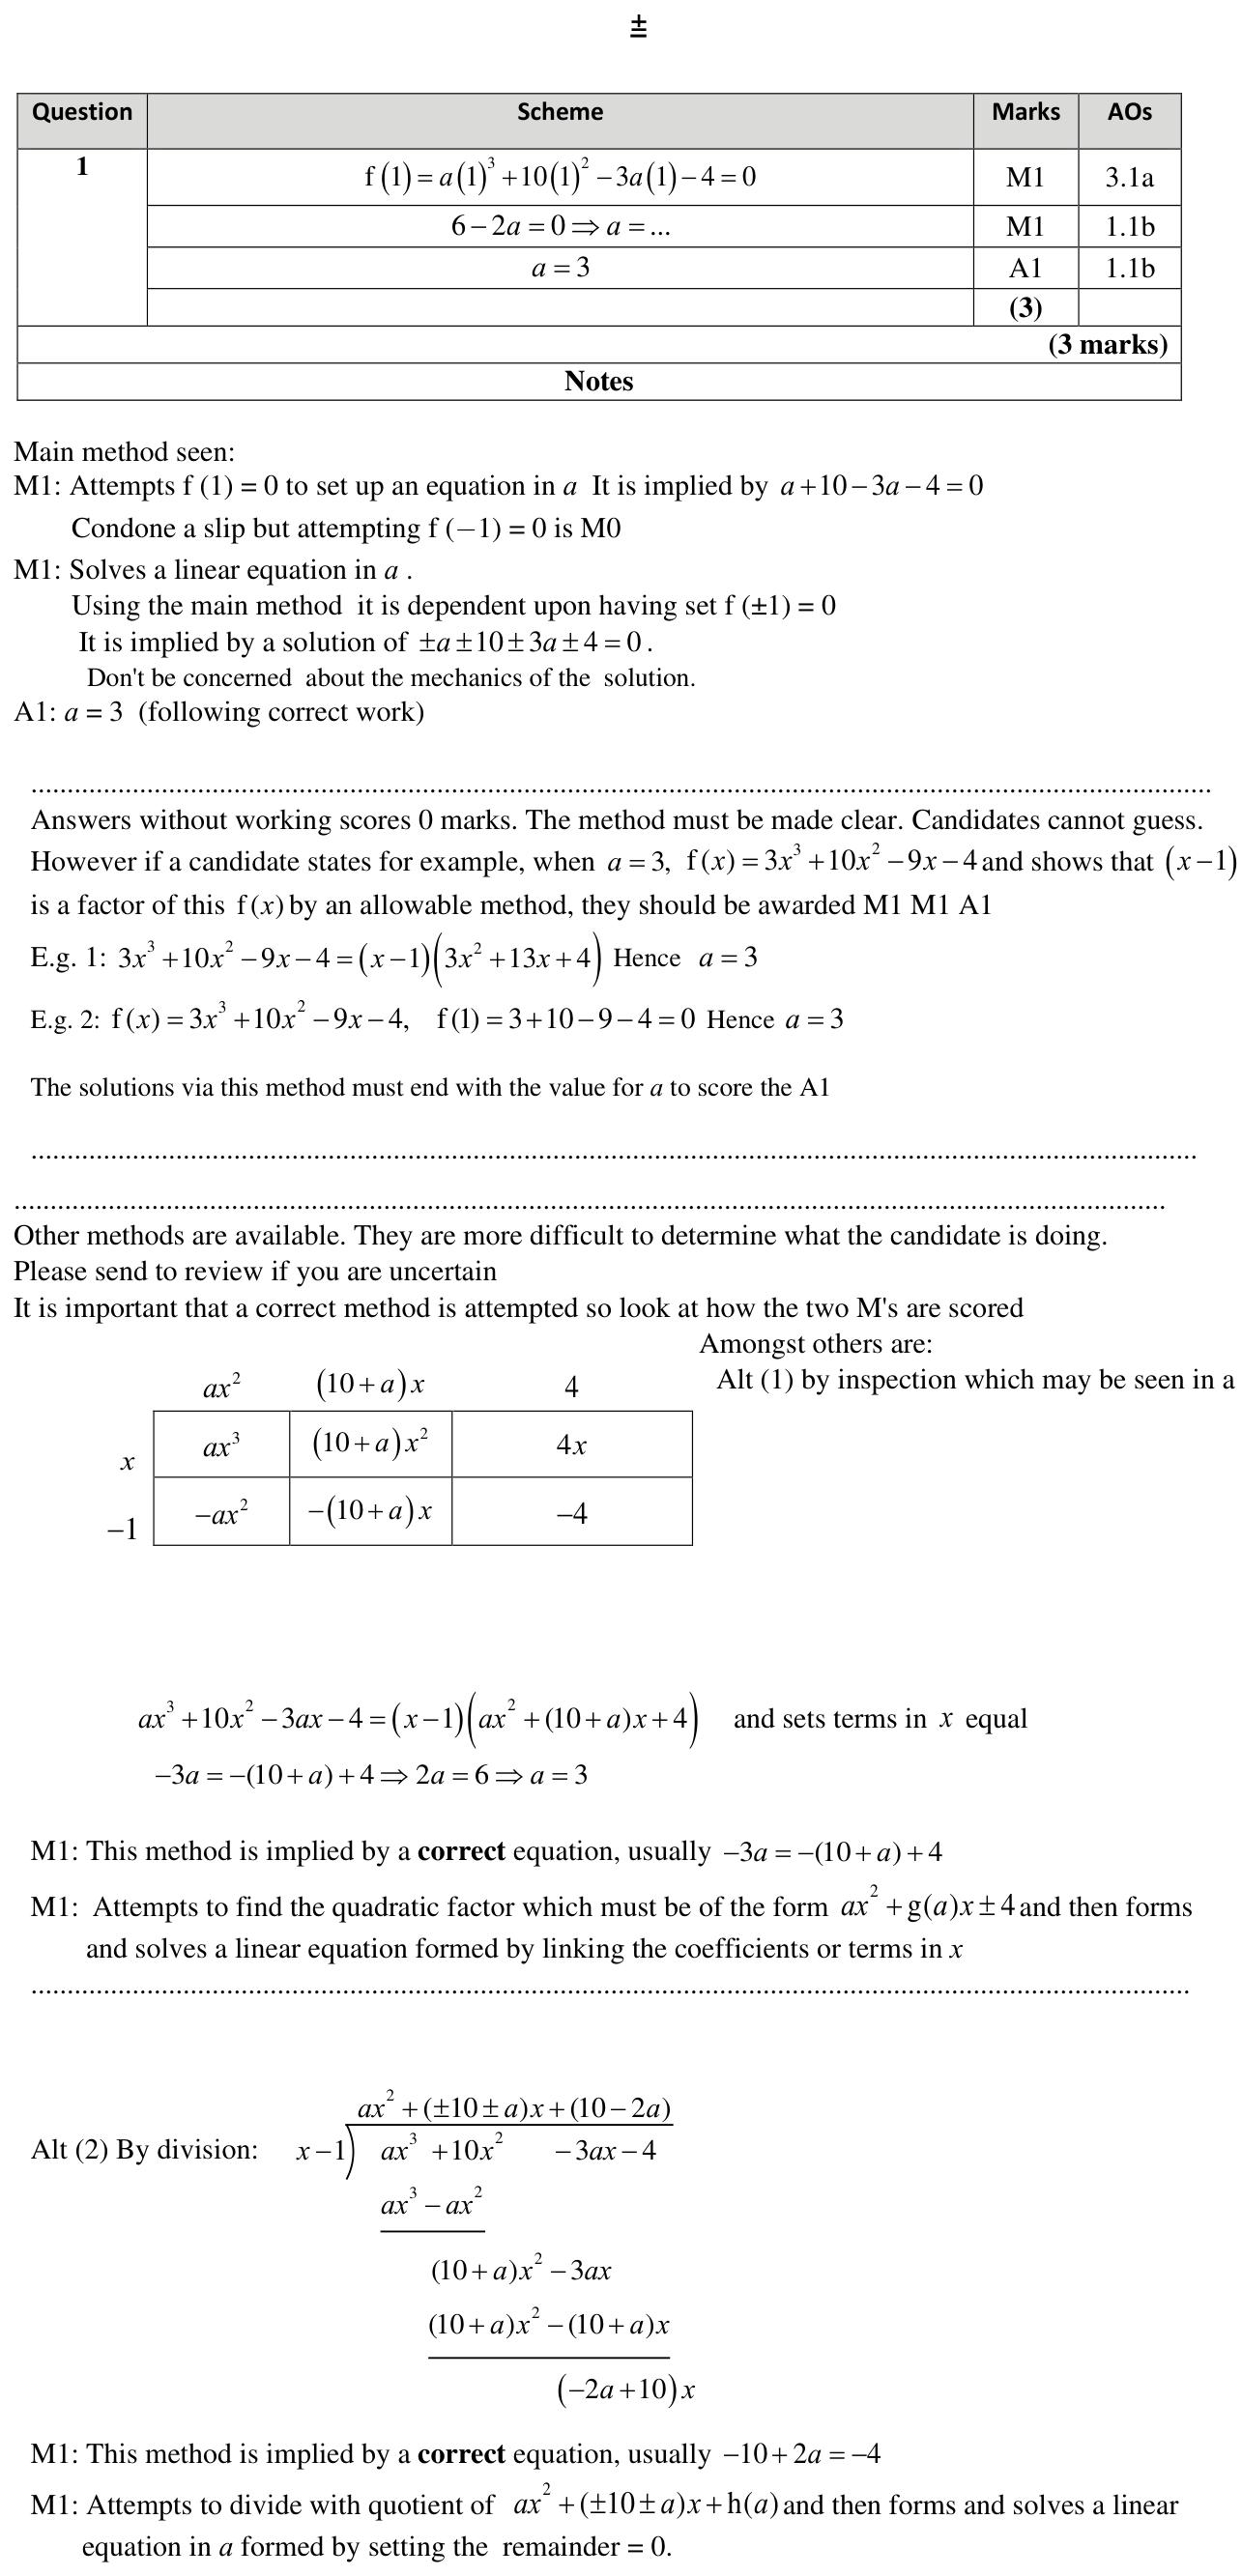 ±
Question Scheme Marks AOs
1 f(1) = a(1)³ + 10(1)² − 3a(1) − 4 = 0 M1 3.1a
6 − 2a = 0 ⇒ a = ... M1 1.1b
a = 3 A1 1.1b
(3)
(3 marks)
Notes
Main method seen:
M1: Attempts f (1) = 0 to set up an equation in a It is implied by a + 10 − 3a − 4 = 0
Condone a slip but attempting f (−1) = 0 is M0
M1: Solves a linear equation in a .
Using the main method it is dependent upon having set f (±1) = 0
It is implied by a solution of ±a ± 10 ± 3a ± 4 = 0 .
Don't be concerned about the mechanics of the solution.
A1: a = 3 (following correct work)
Answers without working scores 0 marks. The method must be made clear. Candidates cannot guess.
However if a candidate states for example, when a = 3, f(x) = 3x³ + 10x² − 9x − 4 and shows that (x − 1)
is a factor of this f(x) by an allowable method, they should be awarded M1 M1 A1
E.g. 1: 3x³ + 10x² − 9x − 4 = (x − 1)(3x² + 13x + 4) Hence a = 3
E.g. 2: f(x) = 3x³ + 10x² − 9x − 4, f(1) = 3 + 10 − 9 − 4 = 0 Hence a = 3
The solutions via this method must end with the value for a to score the A1
Other methods are available. They are more difficult to determine what the candidate is doing.
Please send to review if you are uncertain
It is important that a correct method is attempted so look at how the two M's are scored
Amongst others are:
Alt (1) by inspection which may be seen in a
ax² (10 + a)x 4
x ax³ (10 + a)x² 4x
−1 −ax² −(10 + a)x −4
ax³ + 10x² − 3ax − 4 = (x − 1)(ax² + (10 + a)x + 4) and sets terms in x equal
−3a = −(10 + a) + 4 ⇒ 2a = 6 ⇒ a = 3
M1: This method is implied by a correct equation, usually −3a = −(10 + a) + 4
M1: Attempts to find the quadratic factor which must be of the form ax² + g(a)x ± 4 and then forms
and solves a linear equation formed by linking the coefficients or terms in x
ax² + (±10 ± a)x + (10 − 2a)
Alt (2) By division: x − 1) ax³ + 10x² − 3ax − 4
ax³ − ax²
(10 + a)x² − 3ax
(10 + a)x² − (10 + a)x
(−2a + 10)x
M1: This method is implied by a correct equation, usually −10 + 2a = −4
M1: Attempts to divide with quotient of ax² + (±10 ± a)x + h(a) and then forms and solves a linear
equation in a formed by setting the remainder = 0.